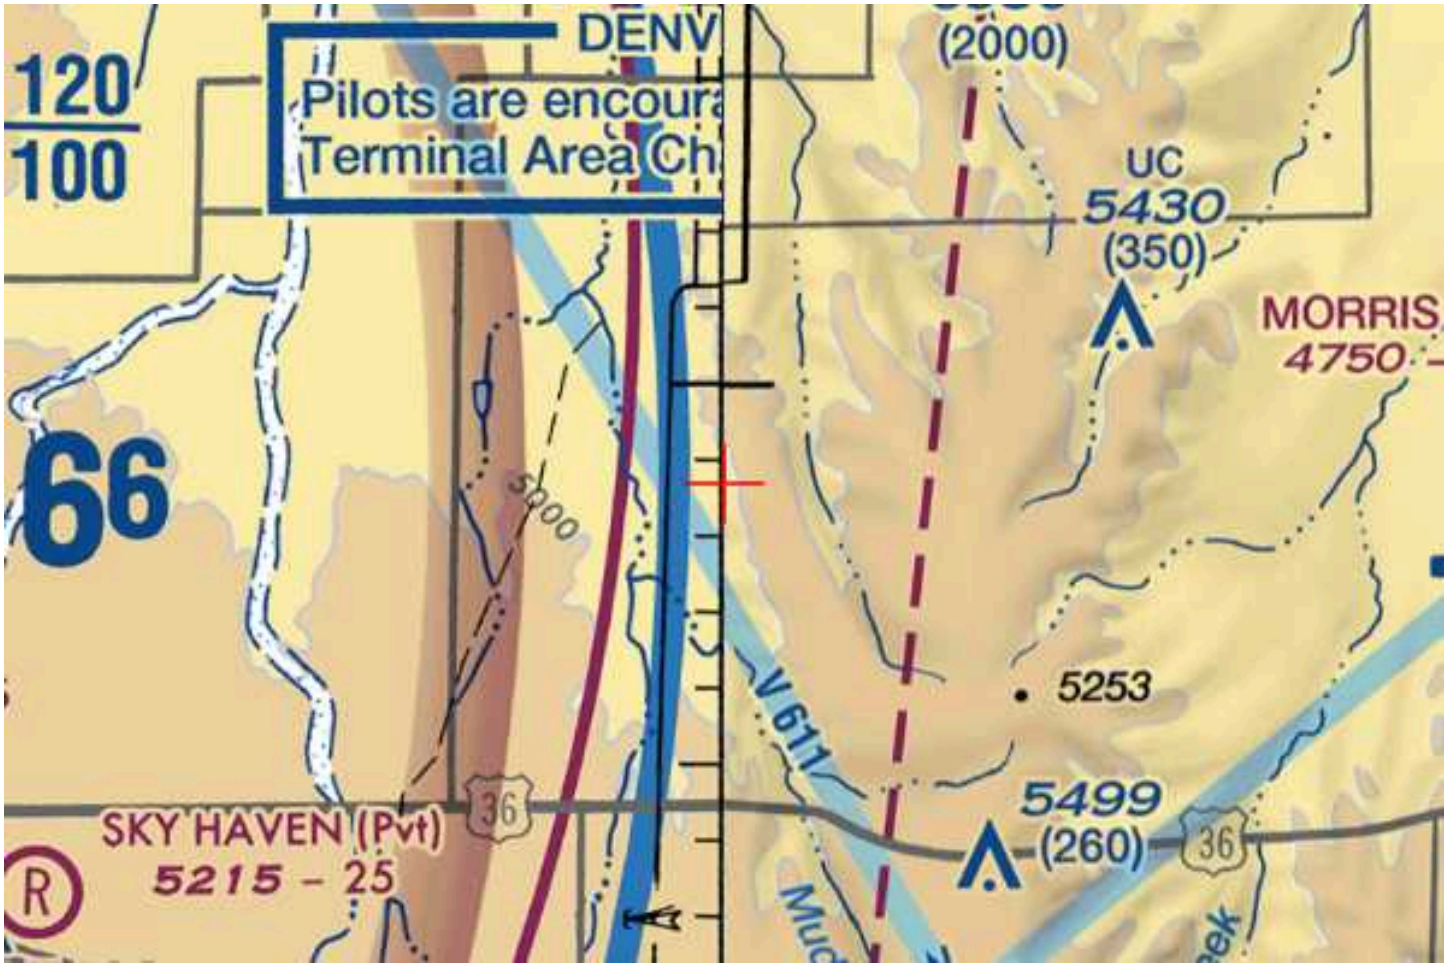 DENV
120
100
Pilots are encoura
Terminal Area Ch
(2000)
UC
5430
(350)
MORRIS
4750 -
66
5000
V 611
5253
36
5499
(260)
36
SKY HAVEN (Pvt)
5215 - 25
R
Mud
eek